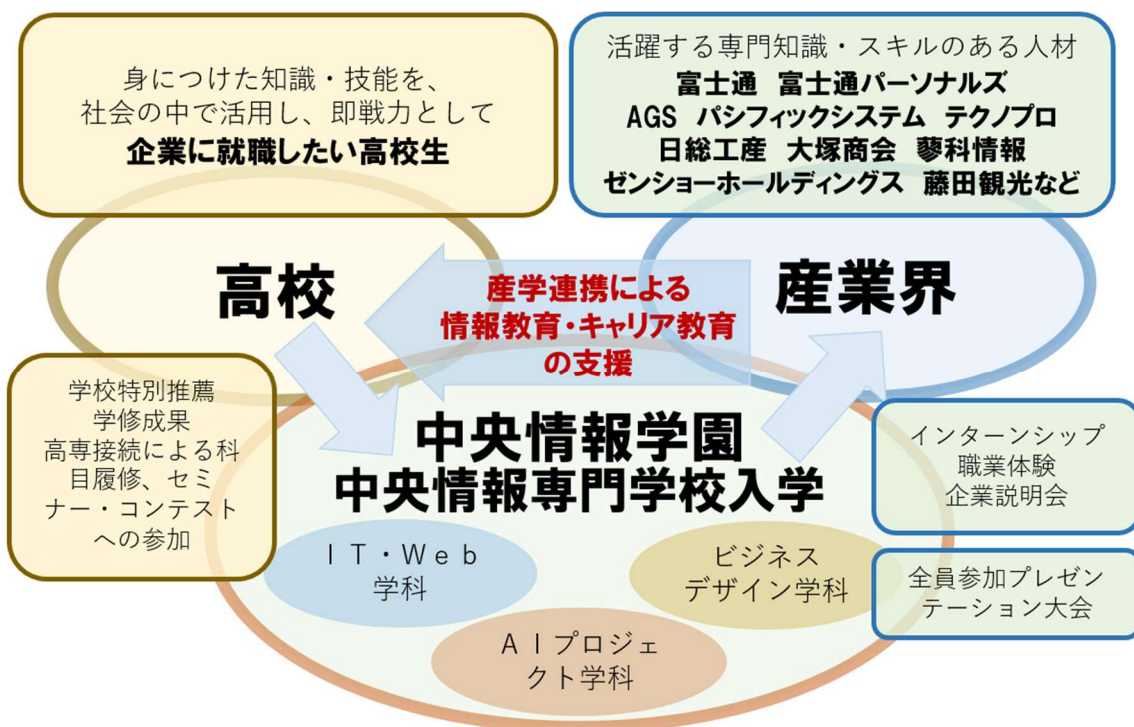 身につけた知識・技能を、
社会の中で活用し、即戦力として
企業に就職したい高校生
活躍する専門知識・スキルのある人材
富士通　富士通パーソナルズ
AGS　パシフィックシステム　テクノプロ
日総工産　大塚商会　蓼科情報
ゼンショーホールディングス　藤田観光など
高校
産学連携による
情報教育・キャリア教育
の支援
産業界
学校特別推薦
学修成果
高専接続による科
目履修、セミ
ナー・コンテスト
への参加
中央情報学園
中央情報専門学校入学
インターンシップ
職業体験
企業説明会
ＩＴ・Ｗｅｂ
学科
ビジネス
デザイン学科
全員参加プレゼン
テーション大会
ＡＩプロジェ
クト学科